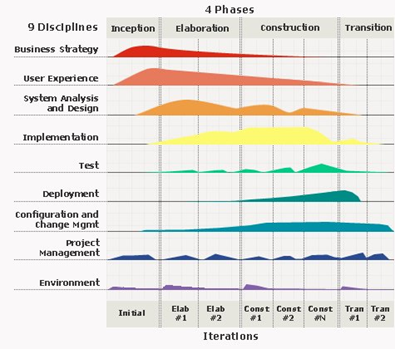 4 Phases
9 Disciplines
Inception
Elaboration
Construction
Transition
Business Strategy
User Experience
System Analysis
and Design
Implementation
Test
Deployment
Configuration and
Change Mgmt
Project
Management
Environment
Initial
Elab
#1
Elab
#2
Const
#1
Const
#2
Const
#N
Tran
#1
Tran
#2
Iterations